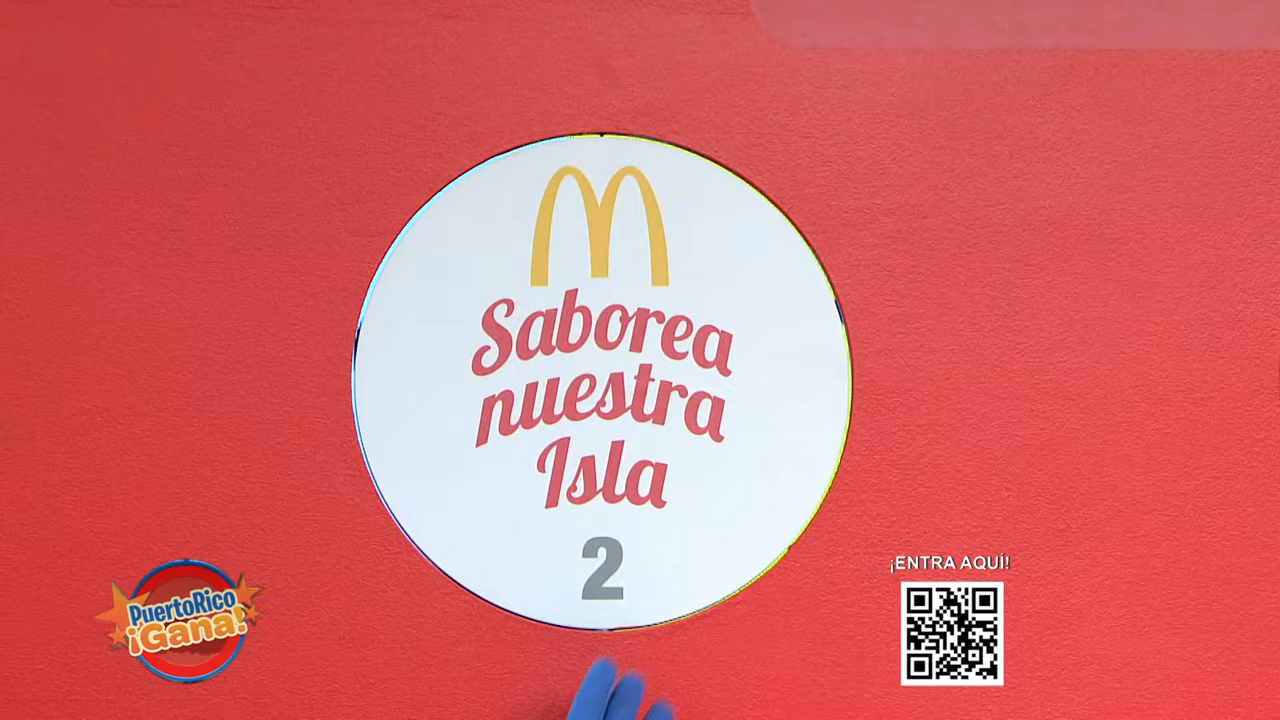 Saborea
nuestra
Isla
2
PuertoRico
¡Gana!
¡ENTRA AQUÍ!